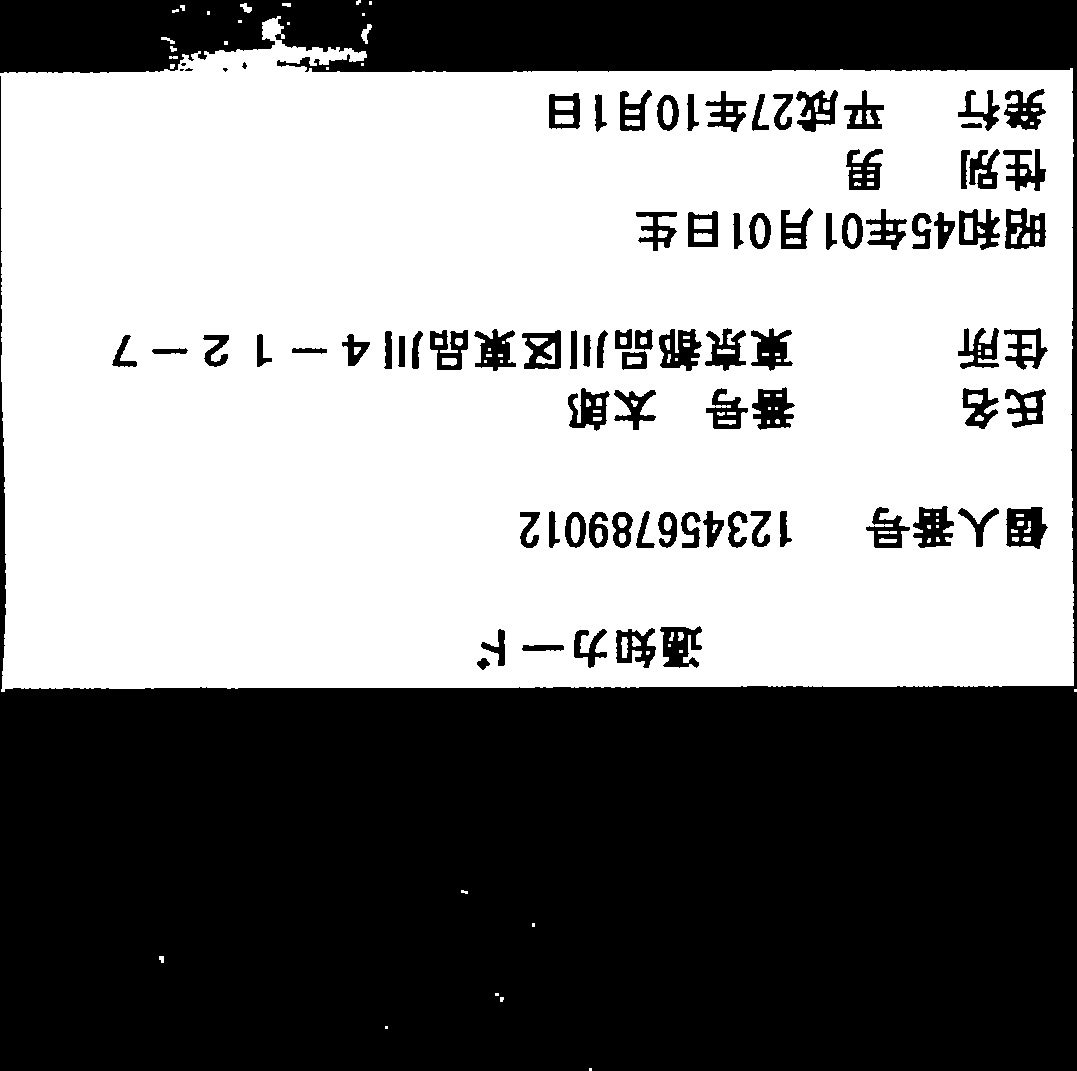 通知カード
個人番号 123456789012
氏名 番号 太郎
住所 東京都品川区東品川4-12-7
昭和45年01月01日生
性別 男
発行 平成27年10月1日